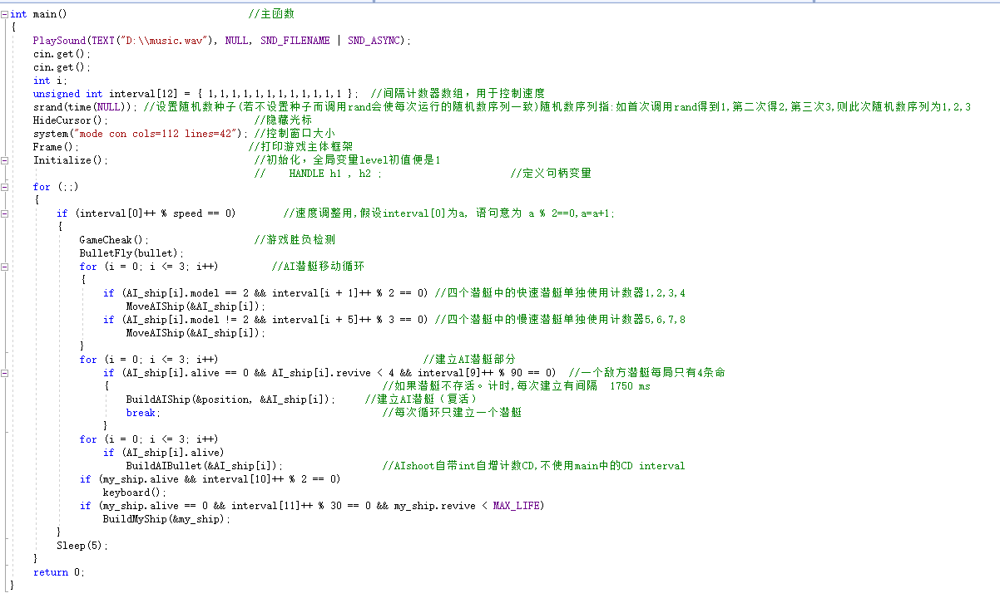 int main()                               //主函数
{
    PlaySound(TEXT("D:\\music.wav"), NULL, SND_FILENAME | SND_ASYNC);
    cin.get();
    cin.get();
    int i;
    unsigned int interval[12] = { 1,1,1,1,1,1,1,1,1,1,1,1 };  //间隔计数器数组，用于控制速度
    srand(time(NULL)); //设置随机数种子(若不设置种子而调用rand会使每次运行的随机数序列一致)随机数序列指:如首次调用rand得到1,第二次得2,第三次3,则此次随机数序列为1,2,3
    HideCursor();                         //隐藏光标
    system("mode con cols=112 lines=42"); //控制窗口大小
    Frame();                             //打印游戏主体框架
    Initialize();                         //初始化，全局变量level初值便是1
                                          //    HANDLE h1 , h2 ;                      //定义句柄变量
    for (;;)
    {
        if (interval[0]++ % speed == 0)        //速度调整用,假设interval[0]为a, 语句意为 a % 2==0,a=a+1;
        {
            GameCheak();                  //游戏胜负检测
            BulletFly(bullet);
            for (i = 0; i <= 3; i++)         //AI潜艇移动循环
            {
                if (AI_ship[i].model == 2 && interval[i + 1]++ % 2 == 0) //四个潜艇中的快速潜艇单独使用计数器1,2,3,4
                    MoveAIShip(&AI_ship[i]);
                if (AI_ship[i].model != 2 && interval[i + 5]++ % 3 == 0) //四个潜艇中的慢速潜艇单独使用计数器5,6,7,8
                    MoveAIShip(&AI_ship[i]);
            }
            for (i = 0; i <= 3; i++)                                   //建立AI潜艇部分
                if (AI_ship[i].alive == 0 && AI_ship[i].revive < 4 && interval[9]++ % 90 == 0)  //一个敌方潜艇每局只有4条命
                {                                               //如果潜艇不存活。计时,每次建立有间隔  1750 ms
                    BuildAIShip(&position, &AI_ship[i]);     //建立AI潜艇（复活）
                    break;                                      //每次循环只建立一个潜艇
                }
            for (i = 0; i <= 3; i++)
                if (AI_ship[i].alive)
                    BuildAIBullet(&AI_ship[i]);                 //AIshoot自带int自增计数CD,不使用main中的CD interval
            if (my_ship.alive && interval[10]++ % 2 == 0)
                keyboard();
            if (my_ship.alive == 0 && interval[11]++ % 30 == 0 && my_ship.revive < MAX_LIFE)
                BuildMyShip(&my_ship);
        }
        Sleep(5);
    }
    return 0;
}